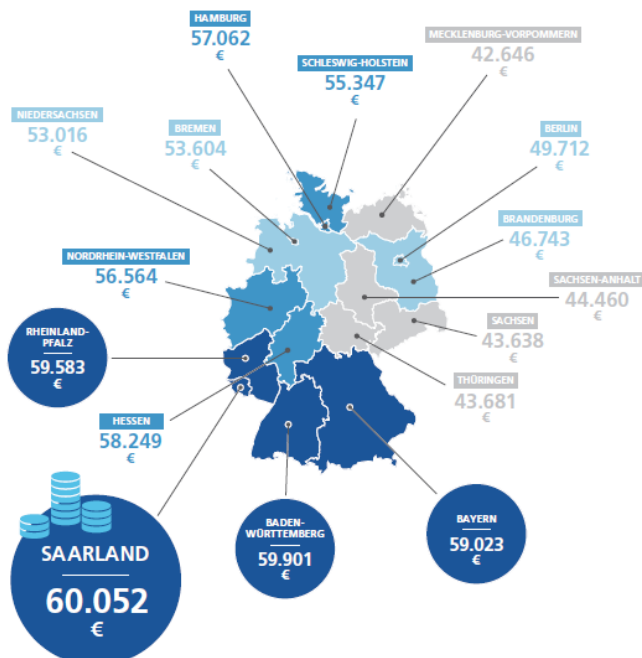 HAMBURG
57.062
€
MECKLENBURG-VORPOMMERN
42.646
€
SCHLESWIG-HOLSTEIN
55.347
€
NIEDERSACHSEN
53.016
€
BREMEN
53.604
€
BERLIN
49.712
€
BRANDENBURG
46.743
€
NORDRHEIN-WESTFALEN
56.564
€
SACHSEN-ANHALT
44.460
€
SACHSEN
43.638
€
RHEINLAND-
PFALZ
59.583
€
THÜRINGEN
43.681
€
HESSEN
58.249
€
SAARLAND
60.052
€
BADEN-
WÜRTTEMBERG
59.901
€
BAYERN
59.023
€